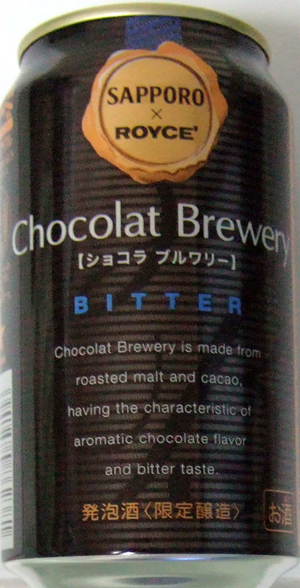 SAPPORO
×
ROYCE'
Chocolat Brewery
【ショコラ ブルワリー】
BITTER
Chocolat Brewery is made from
roasted malt and cacao,
having the characteristic of
aromatic chocolate flavor
and bitter taste.
発泡酒〈限定醸造〉
お酒